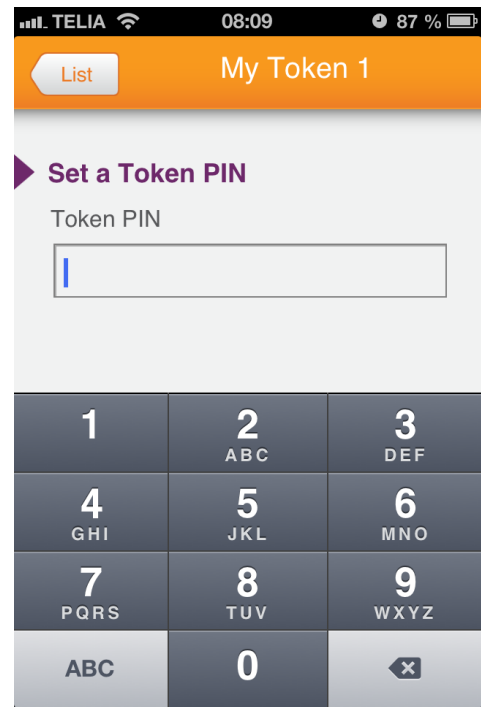 TELIA 08:09 87 %
List My Token 1
Set a Token PIN
Token PIN
1 2 3
ABC DEF
4 5 6
GHI JKL MNO
7 8 9
PQRS TUV WXYZ
ABC 0